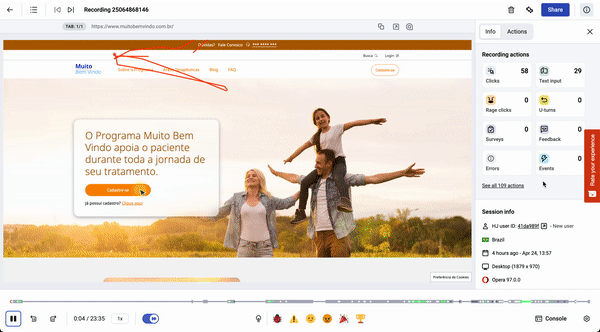 Recording 25064868146
Share
TAB: 1/1
https://www.muitobemvindo.com.br/
Dúvidas? Fale Conosco
Busca
Login
Muito
Bem Vindo
Sobre o Programa
Blog
FAQ
Cadastre-se
O Programa Muito Bem
Vindo apoia o paciente
durante toda a jornada de
seu tratamento.
Cadastre-se
Já possui cadastro? Clique aqui
Preferência de Cookies
Info
Actions
Recording actions
Clicks
58
Text input
29
Rage clicks
0
U-turns
0
Surveys
0
Feedback
0
Errors
0
Events
0
See all 109 actions
Session info
HJ user ID: 41da989f - New user
Brazil
4 hours ago - Apr 24, 13:57
Desktop (1879 x 970)
Opera 97.0.0
Rate your experience
0:04 / 23:35
1x
Console